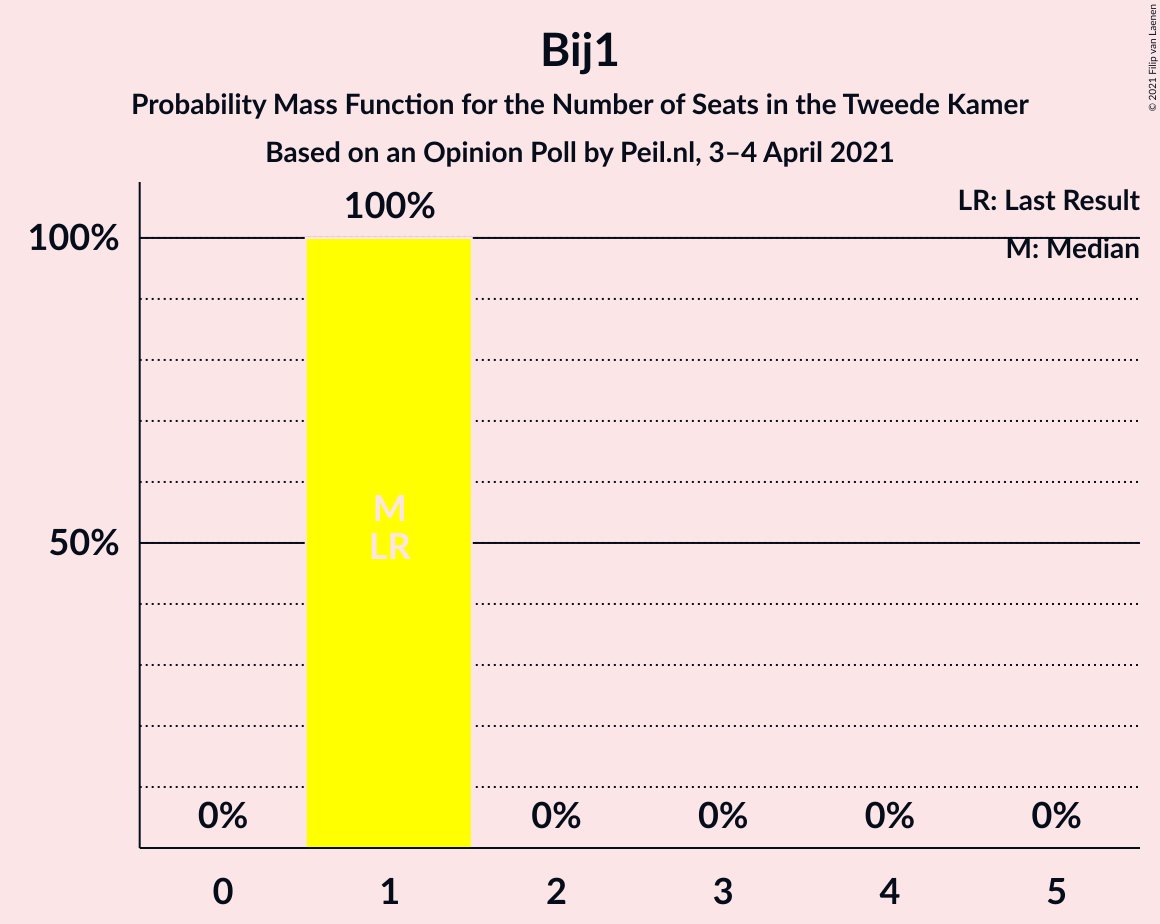 Bij1
Probability Mass Function for the Number of Seats in the Tweede Kamer
Based on an Opinion Poll by Peil.nl, 3–4 April 2021
© 2021 Filip van Laenen
LR: Last Result
M: Median
100%
100%
50%
M
LR
0% 0% 0% 0% 0%
0 1 2 3 4 5